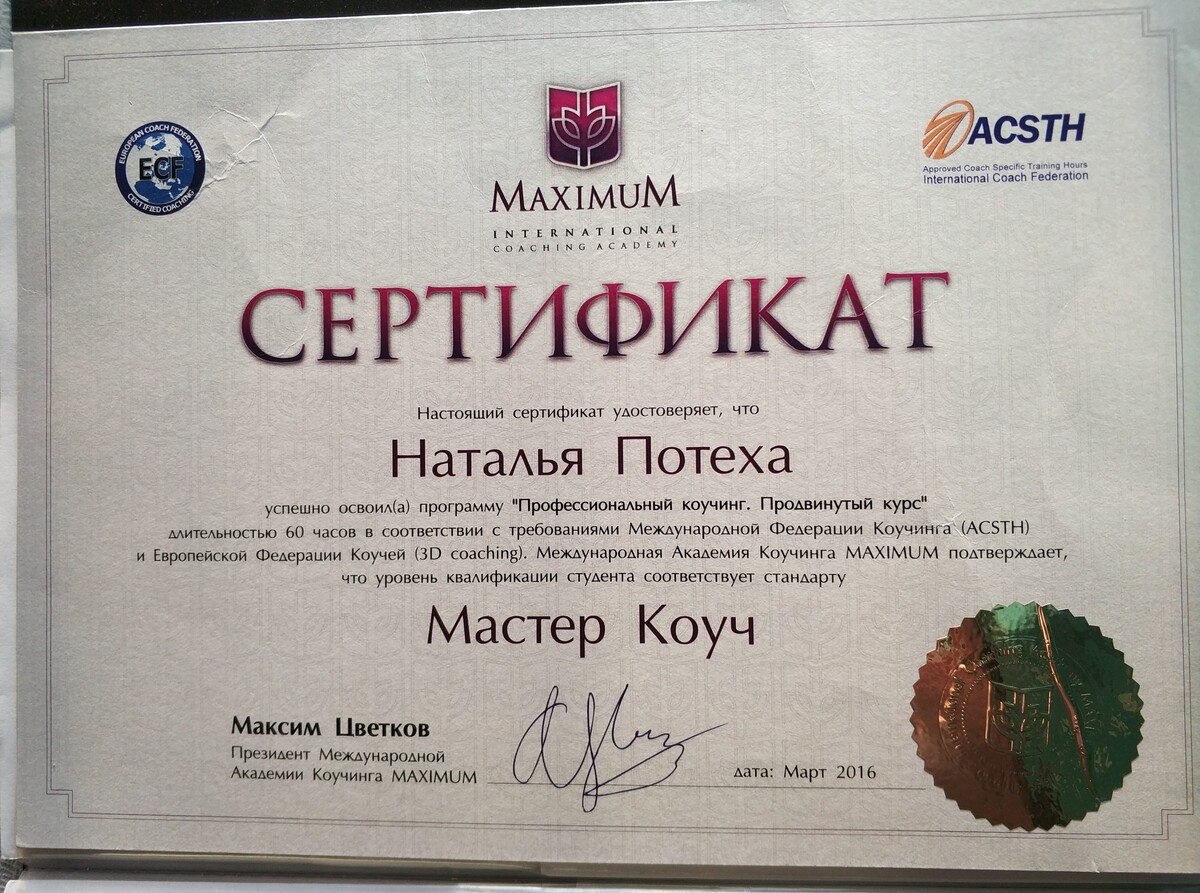 EUROPEAN COACH FEDERATION
ECF
CERTIFIED COACHING
MAXIMUM
INTERNATIONAL
COACHING ACADEMY
ACSTH
Approved Coach Specific Training Hours
International Coach Federation
СЕРТИФИКАТ
Настоящий сертификат удостоверяет, что
Наталья Потеха
успешно освоил(а) программу "Профессиональный коучинг. Продвинутый курс"
длительностью 60 часов в соответствии с требованиями Международной Федерации Коучинга (ACSTH)
и Европейской Федерации Коучей (3D coaching). Международная Академия Коучинга MAXIMUM подтверждает,
что уровень квалификации студента соответствует стандарту
Мастер Коуч
Максим Цветков
Президент Международной
Академии Коучинга MAXIMUM
дата: Март 2016